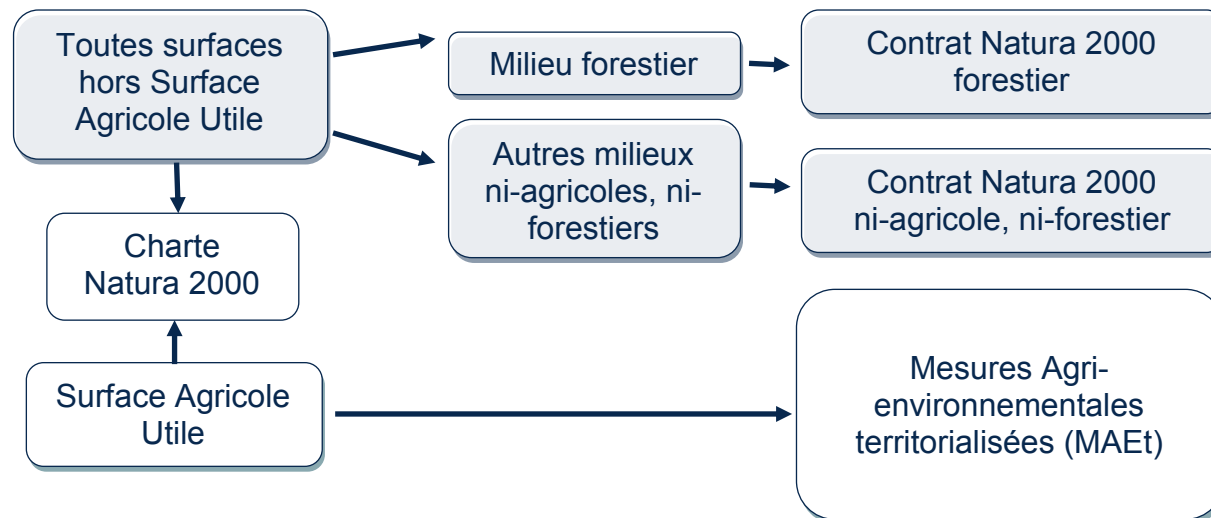 Toutes surfaces
hors Surface
Agricole Utile
Milieu forestier
Contrat Natura 2000
forestier
Autres milieux
ni-agricoles, ni-
forestiers
Contrat Natura 2000
ni-agricole, ni-forestier
Charte
Natura 2000
Surface Agricole
Utile
Mesures Agri-
environnementales
territorialisées (MAEt)